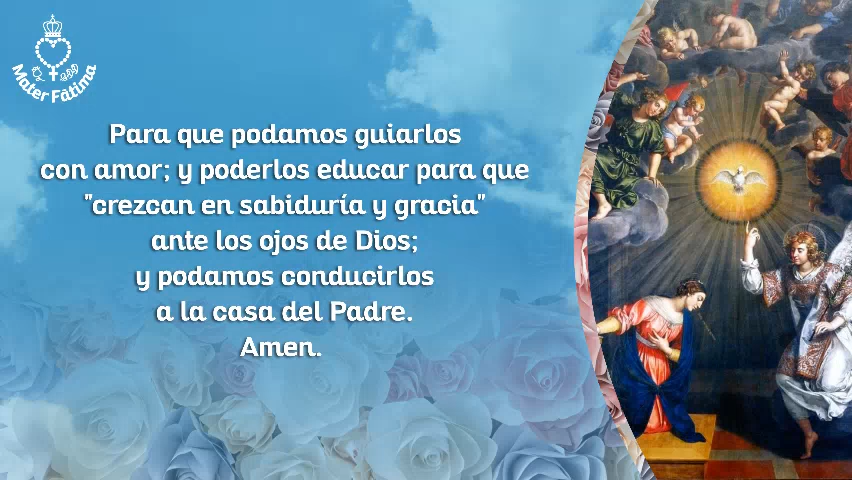 Mater Fátima
Para que podamos guiarlos
con amor; y poderlos educar para que
"crezcan en sabiduría y gracia"
ante los ojos de Dios;
y podamos conducirlos
a la casa del Padre.
Amen.